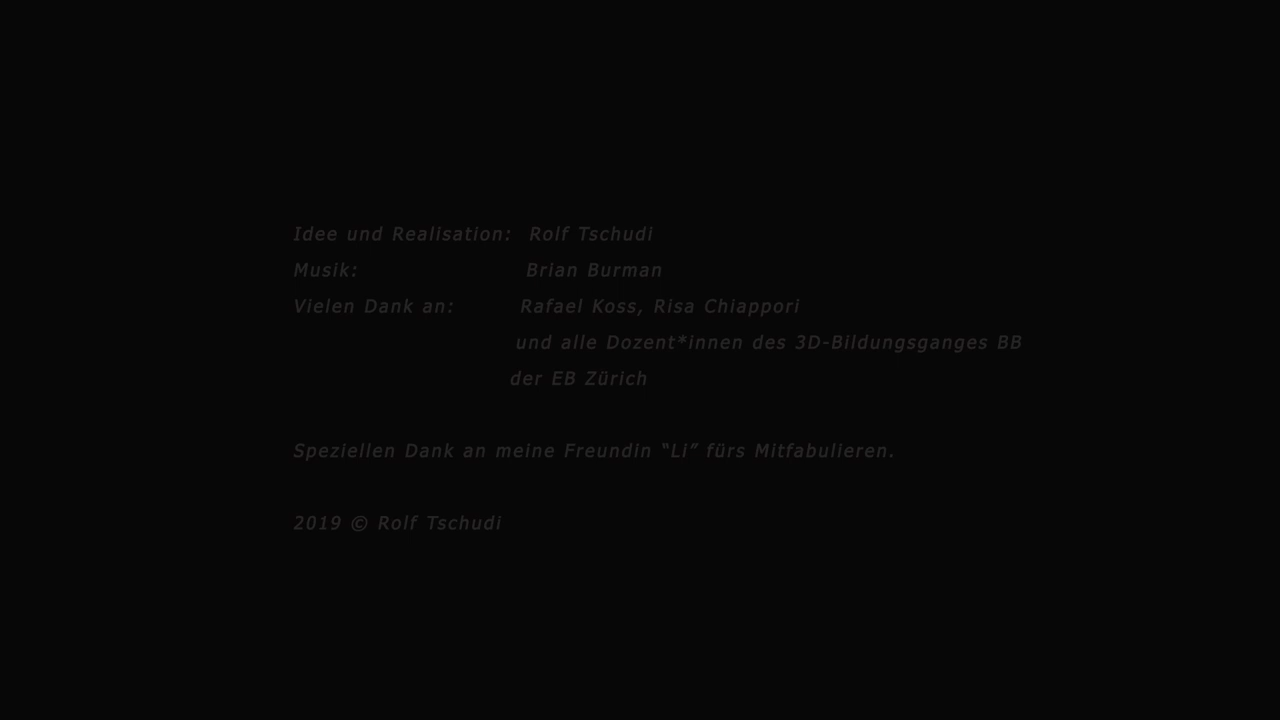 Idee und Realisation: Rolf Tschudi
Musik: Brian Burman
Vielen Dank an: Rafael Koss, Risa Chiappori
und alle Dozent*innen des 3D-Bildungsganges BB
der EB Zürich
Speziellen Dank an meine Freundin “Li” fürs Mitfabulieren.
2019 © Rolf Tschudi